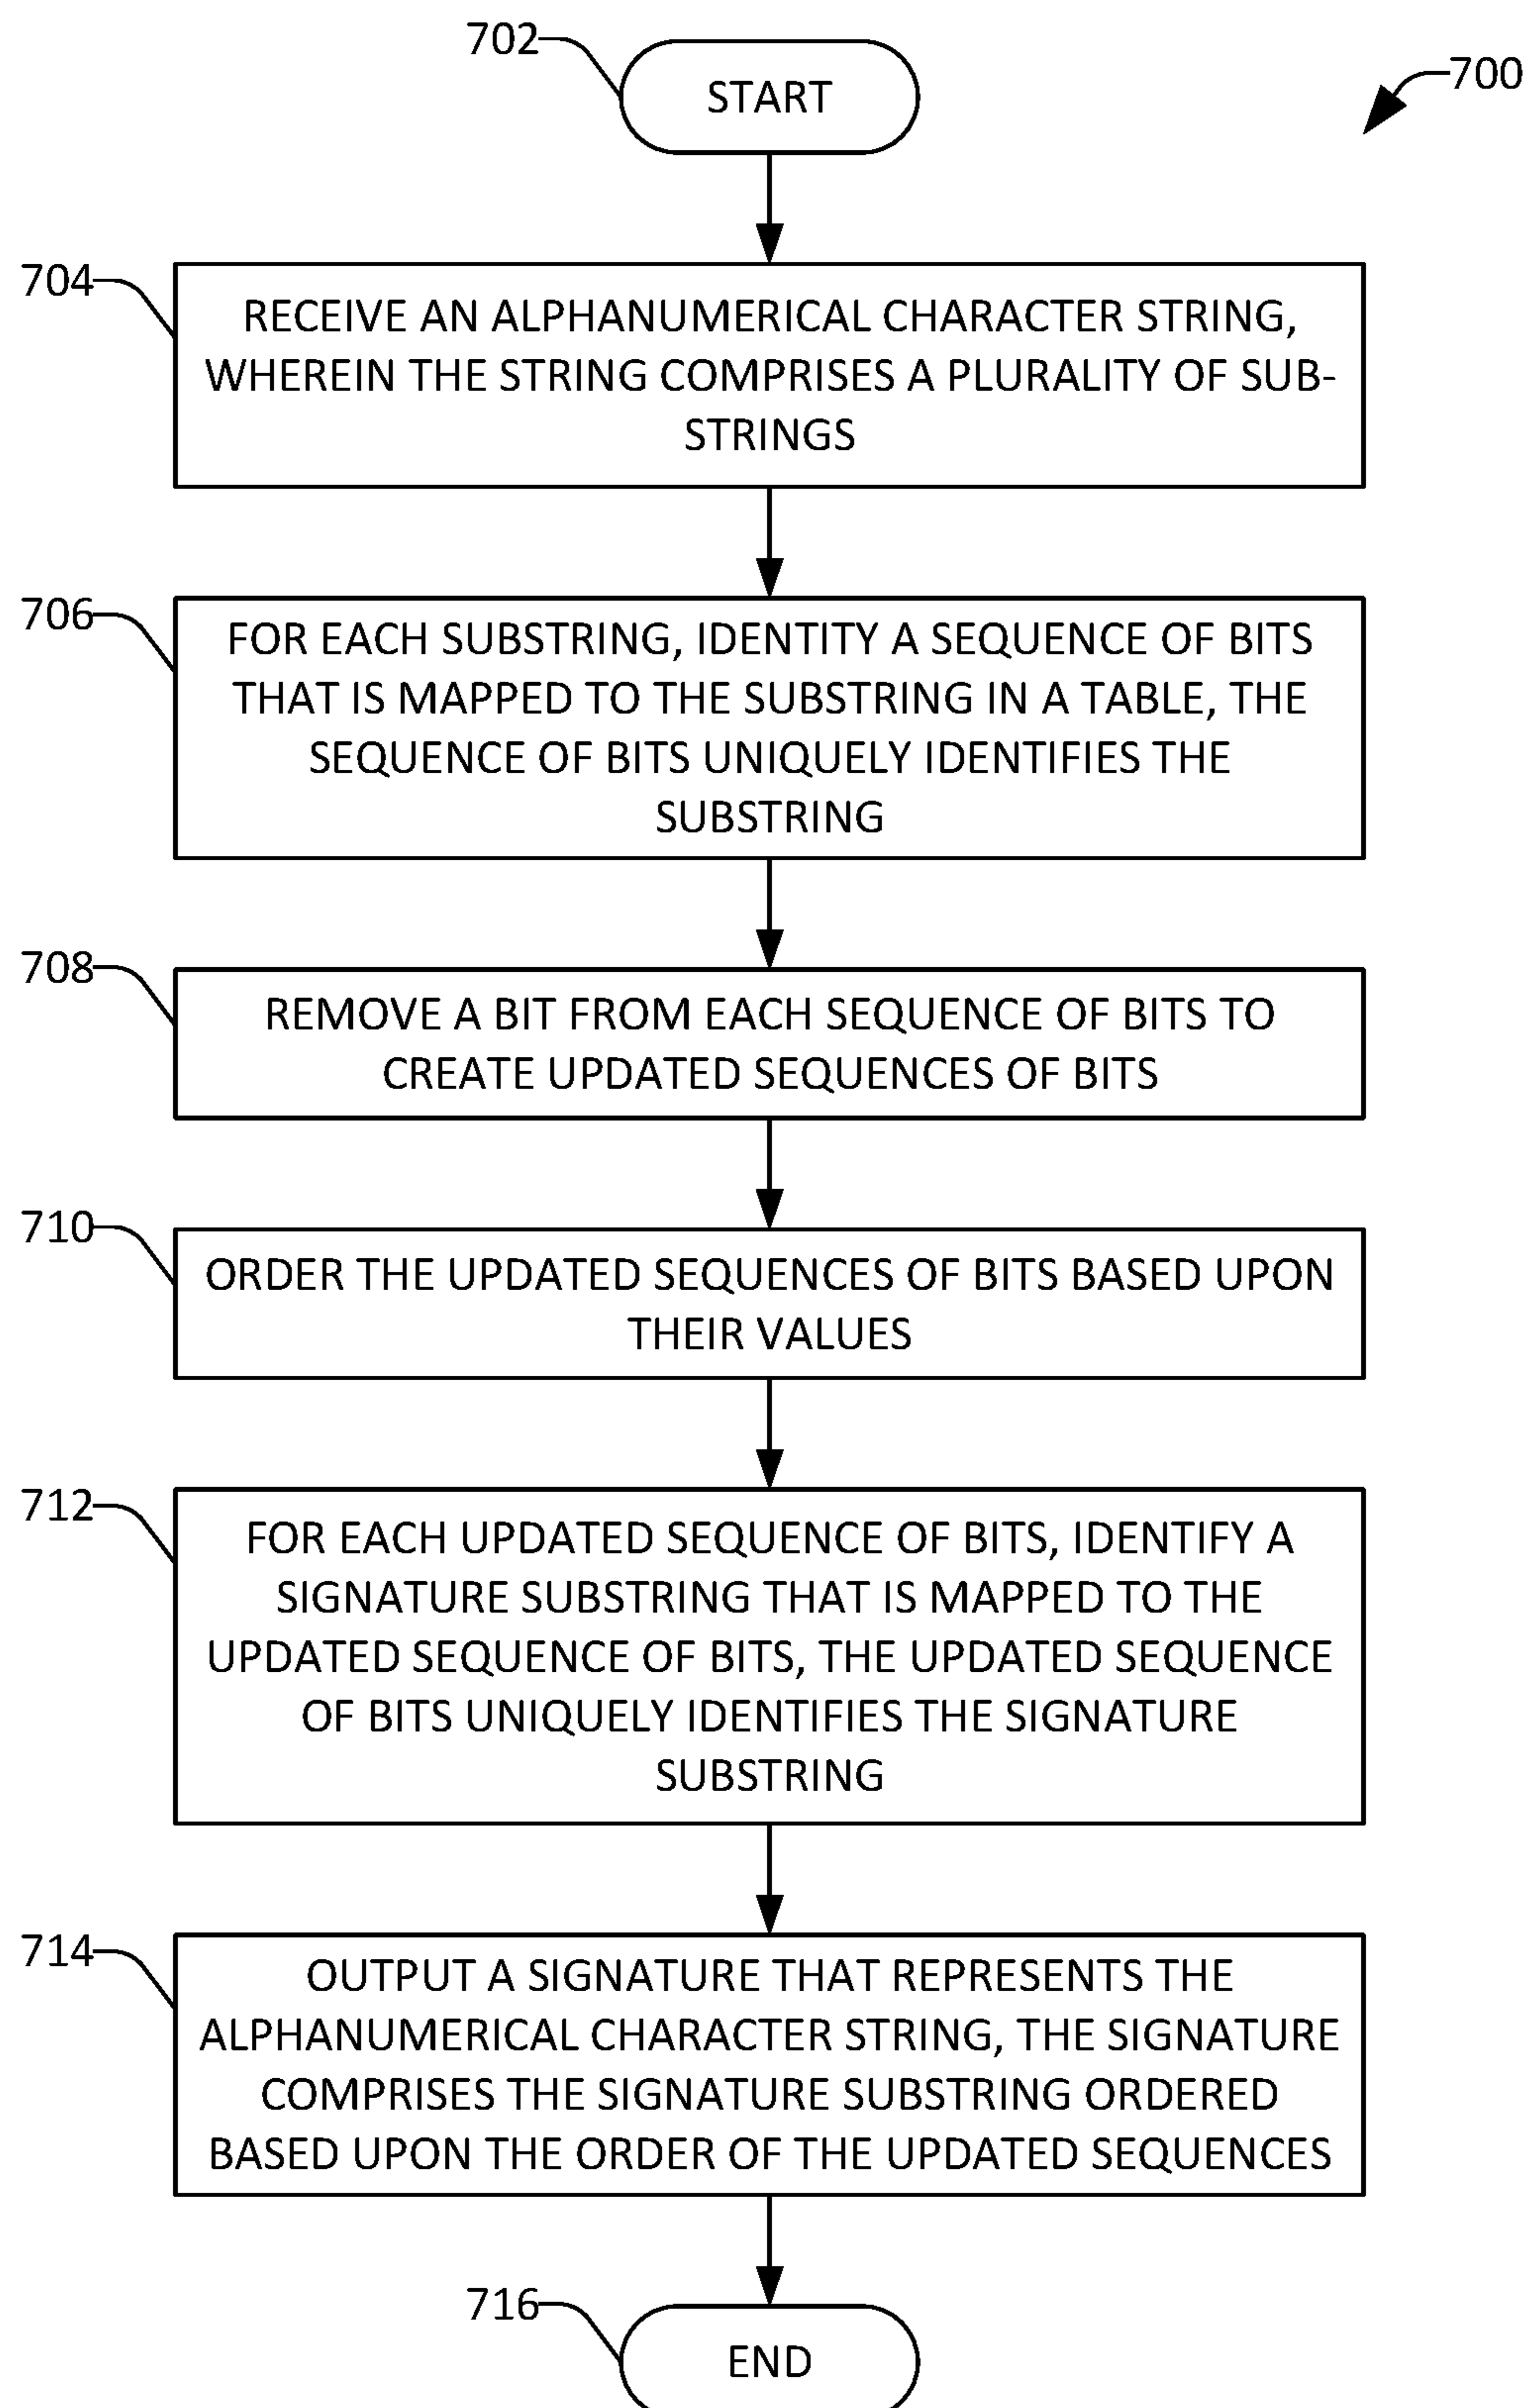 702
START
700
704
RECEIVE AN ALPHANUMERICAL CHARACTER STRING,
WHEREIN THE STRING COMPRISES A PLURALITY OF SUB-
STRINGS
706
FOR EACH SUBSTRING, IDENTITY A SEQUENCE OF BITS
THAT IS MAPPED TO THE SUBSTRING IN A TABLE, THE
SEQUENCE OF BITS UNIQUELY IDENTIFIES THE
SUBSTRING
708
REMOVE A BIT FROM EACH SEQUENCE OF BITS TO
CREATE UPDATED SEQUENCES OF BITS
710
ORDER THE UPDATED SEQUENCES OF BITS BASED UPON
THEIR VALUES
712
FOR EACH UPDATED SEQUENCE OF BITS, IDENTIFY A
SIGNATURE SUBSTRING THAT IS MAPPED TO THE
UPDATED SEQUENCE OF BITS, THE UPDATED SEQUENCE
OF BITS UNIQUELY IDENTIFIES THE SIGNATURE
SUBSTRING
714
OUTPUT A SIGNATURE THAT REPRESENTS THE
ALPHANUMERICAL CHARACTER STRING, THE SIGNATURE
COMPRISES THE SIGNATURE SUBSTRING ORDERED
BASED UPON THE ORDER OF THE UPDATED SEQUENCES
716
END